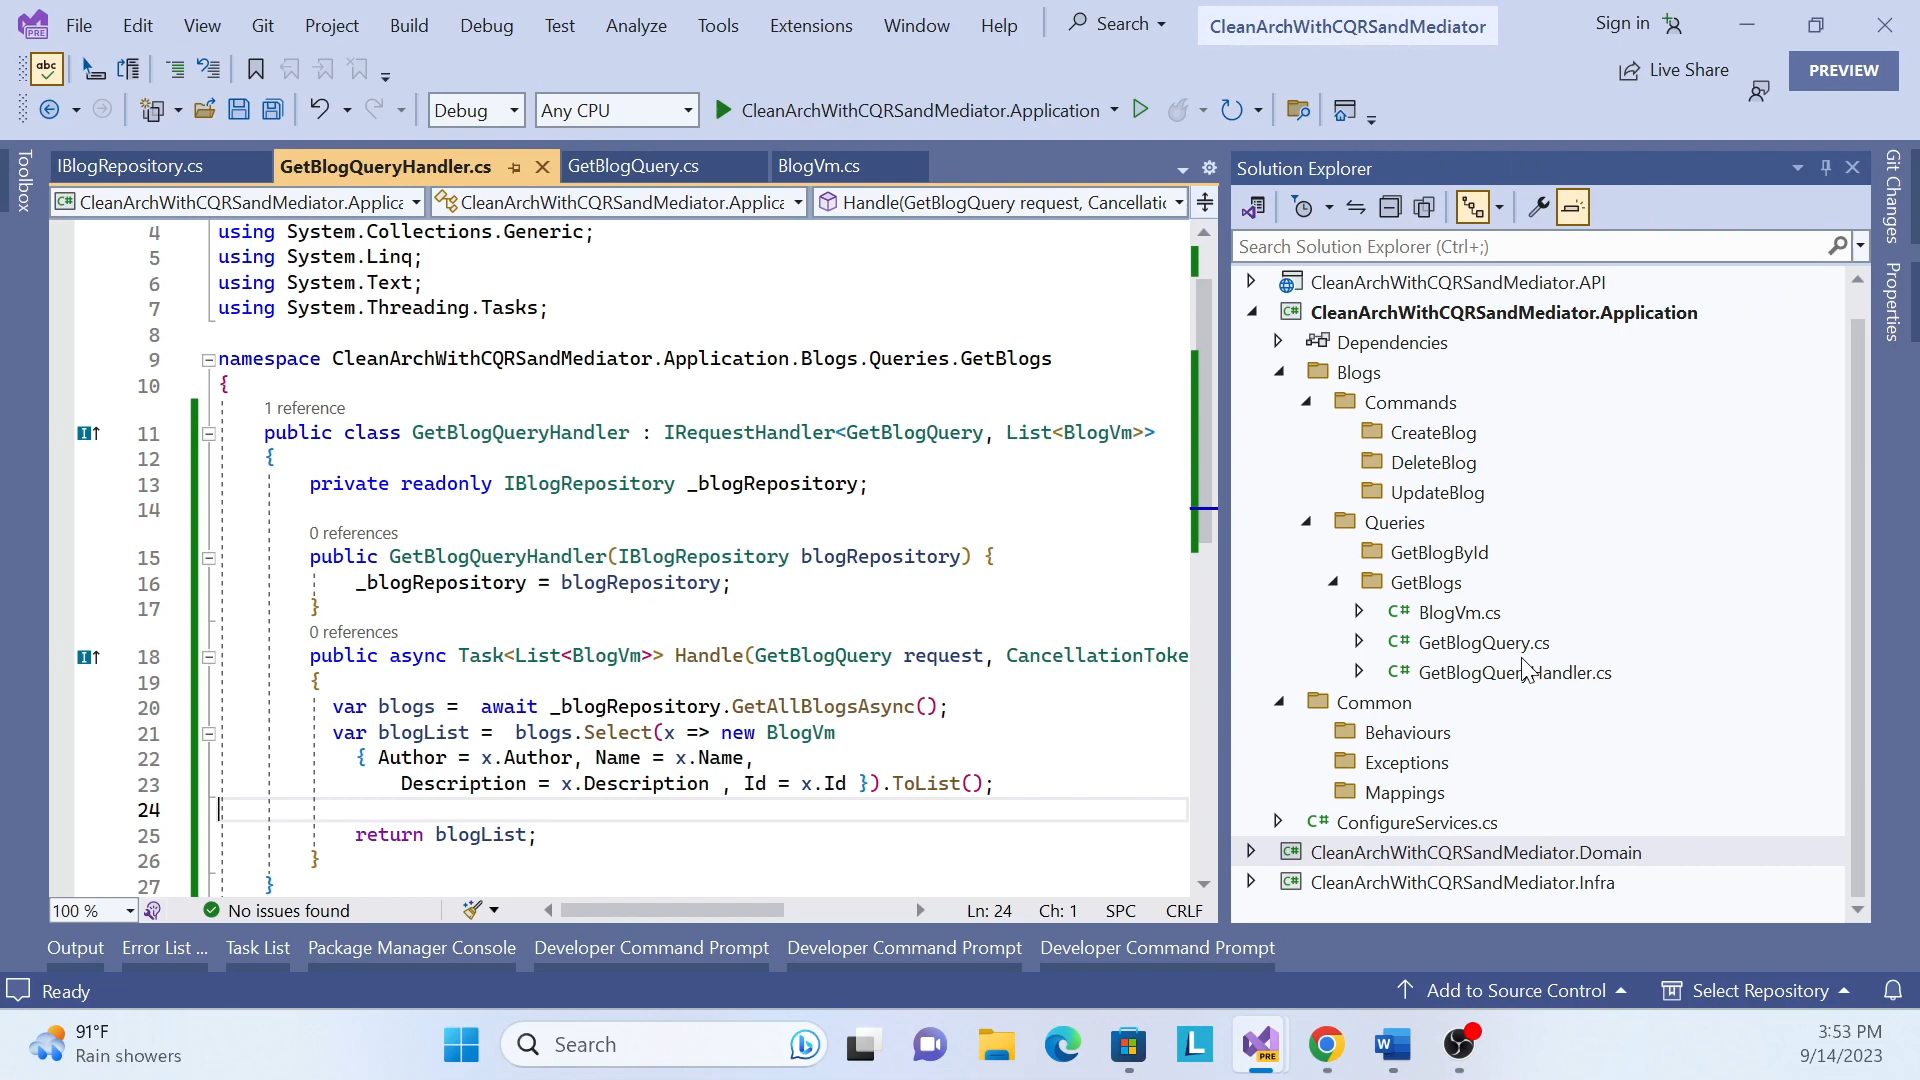 File Edit View Git Project Build Debug Test Analyze Tools Extensions Window Help Search CleanArchWithCQRSandMediator Sign in
PRE
abc
Live Share PREVIEW
Debug Any CPU CleanArchWithCQRSandMediator.Application
Toolbox
IBlogRepository.cs GetBlogQueryHandler.cs GetBlogQuery.cs BlogVm.cs
CleanArchWithCQRSandMediator.Applica CleanArchWithCQRSandMediator.Applica Handle(GetBlogQuery request, Cancellatic
4 using System.Collections.Generic;
5 using System.Linq;
6 using System.Text;
7 using System.Threading.Tasks;
8
9 namespace CleanArchWithCQRSandMediator.Application.Blogs.Queries.GetBlogs
10 {
1 reference
11 public class GetBlogQueryHandler : IRequestHandler<GetBlogQuery, List<BlogVm>>
12 {
13 private readonly IBlogRepository _blogRepository;
14
0 references
15 public GetBlogQueryHandler(IBlogRepository blogRepository) {
16 _blogRepository = blogRepository;
17 }
0 references
18 public async Task<List<BlogVm>> Handle(GetBlogQuery request, CancellationToke
19 {
20 var blogs = await _blogRepository.GetAllBlogsAsync();
21 var blogList = blogs.Select(x => new BlogVm
22 { Author = x.Author, Name = x.Name,
23 Description = x.Description , Id = x.Id }).ToList();
24
25 return blogList;
26 }
27 }
100 % No issues found Ln: 24 Ch: 1 SPC CRLF
Solution Explorer
Search Solution Explorer (Ctrl+;)
CleanArchWithCQRSandMediator.API
C# CleanArchWithCQRSandMediator.Application
Dependencies
Blogs
Commands
CreateBlog
DeleteBlog
UpdateBlog
Queries
GetBlogById
GetBlogs
C# BlogVm.cs
C# GetBlogQuery.cs
C# GetBlogQueryHandler.cs
Common
Behaviours
Exceptions
Mappings
C# ConfigureServices.cs
C# CleanArchWithCQRSandMediator.Domain
C# CleanArchWithCQRSandMediator.Infra
Git Changes
Properties
Output Error List ... Task List Package Manager Console Developer Command Prompt Developer Command Prompt Developer Command Prompt
Ready Add to Source Control Select Repository
91°F
Rain showers
Search
L
PRE
W
3:53 PM
9/14/2023